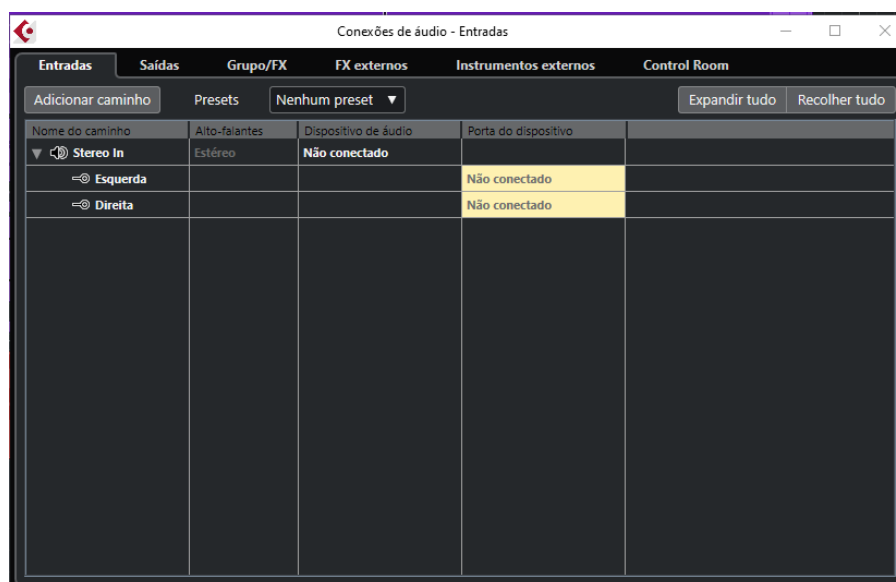 Conexões de áudio - Entradas
Entradas Saídas Grupo/FX FX externos Instrumentos externos Control Room
Adicionar caminho Presets Nenhum preset Expandir tudo Recolher tudo
Nome do caminho Alto-falantes Dispositivo de áudio Porta do dispositivo
Stereo In Estéreo Não conectado
Esquerda Não conectado
Direita Não conectado